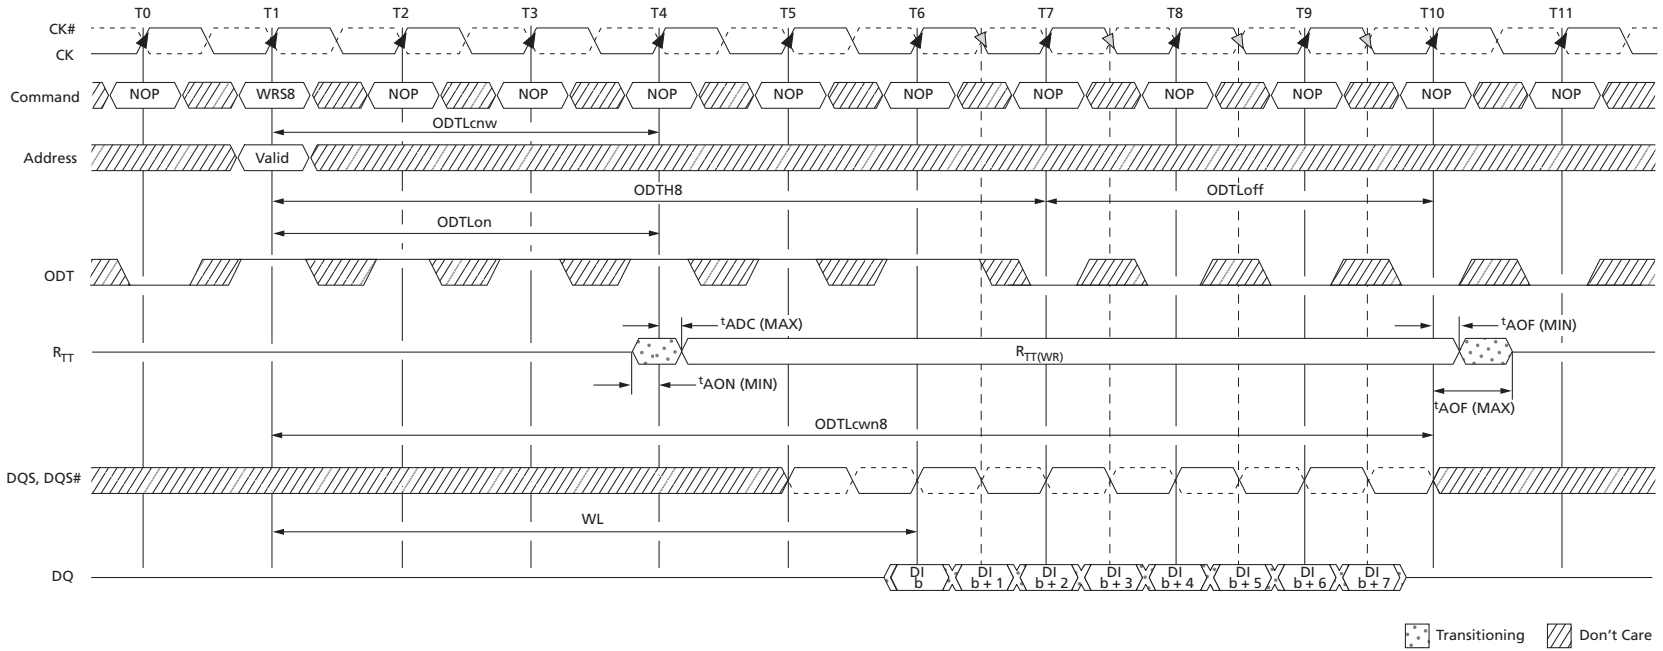 T0 T1 T2 T3 T4 T5 T6 T7 T8 T9 T10 T11
CK#
CK
Command NOP WRS8 NOP NOP NOP NOP NOP NOP NOP NOP NOP NOP
ODTLcnw
Address Valid
ODTH8 ODTLoff
ODTLon
ODT
tADC (MAX) tAOF (MIN)
RTT RTT(WR)
tAON (MIN)
tAOF (MAX)
ODTLcwn8
DQS, DQS#
WL
DQ DI b DI b + 1 DI b + 2 DI b + 3 DI b + 4 DI b + 5 DI b + 6 DI b + 7
Transitioning Don't Care